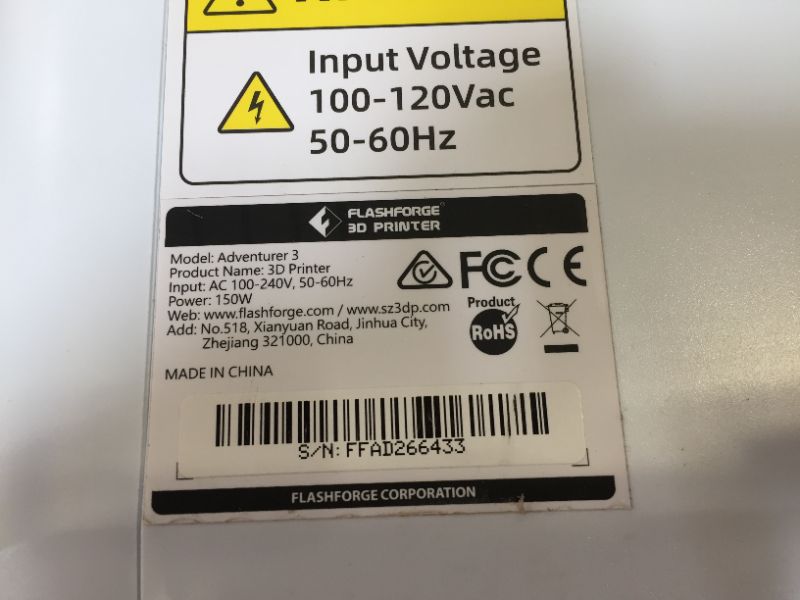 Input Voltage
100-120Vac
50-60Hz
FLASHFORGE
3D PRINTER
Model: Adventurer 3
Product Name: 3D Printer
Input: AC 100-240V, 50-60Hz
Power: 150W
Web: www.flashforge.com / www.sz3dp.com
Add: No.518, Xianyuan Road, Jinhua City,
Zhejiang 321000, China
FC CE
Product
RoHS
MADE IN CHINA
S/N: FFAD266433
FLASHFORGE CORPORATION